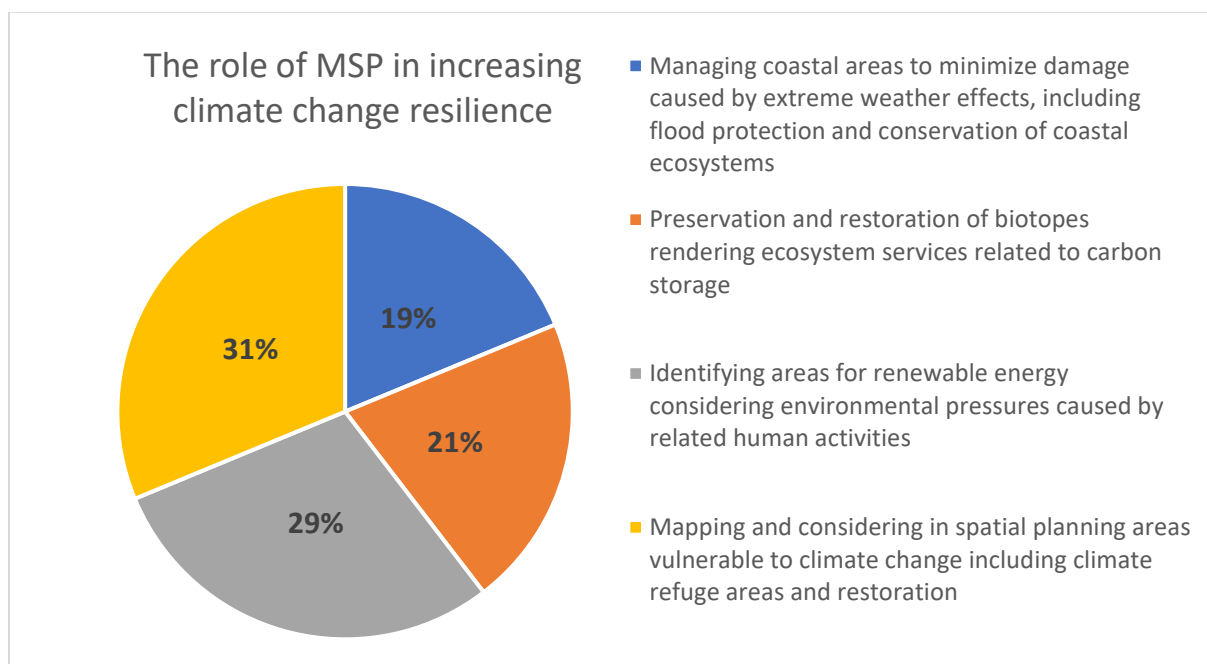 The role of MSP in increasing
climate change resilience
19%
21%
29%
31%
Managing coastal areas to minimize damage
caused by extreme weather effects, including
flood protection and conservation of coastal
ecosystems
Preservation and restoration of biotopes
rendering ecosystem services related to carbon
storage
Identifying areas for renewable energy
considering environmental pressures caused by
related human activities
Mapping and considering in spatial planning areas
vulnerable to climate change including climate
refuge areas and restoration